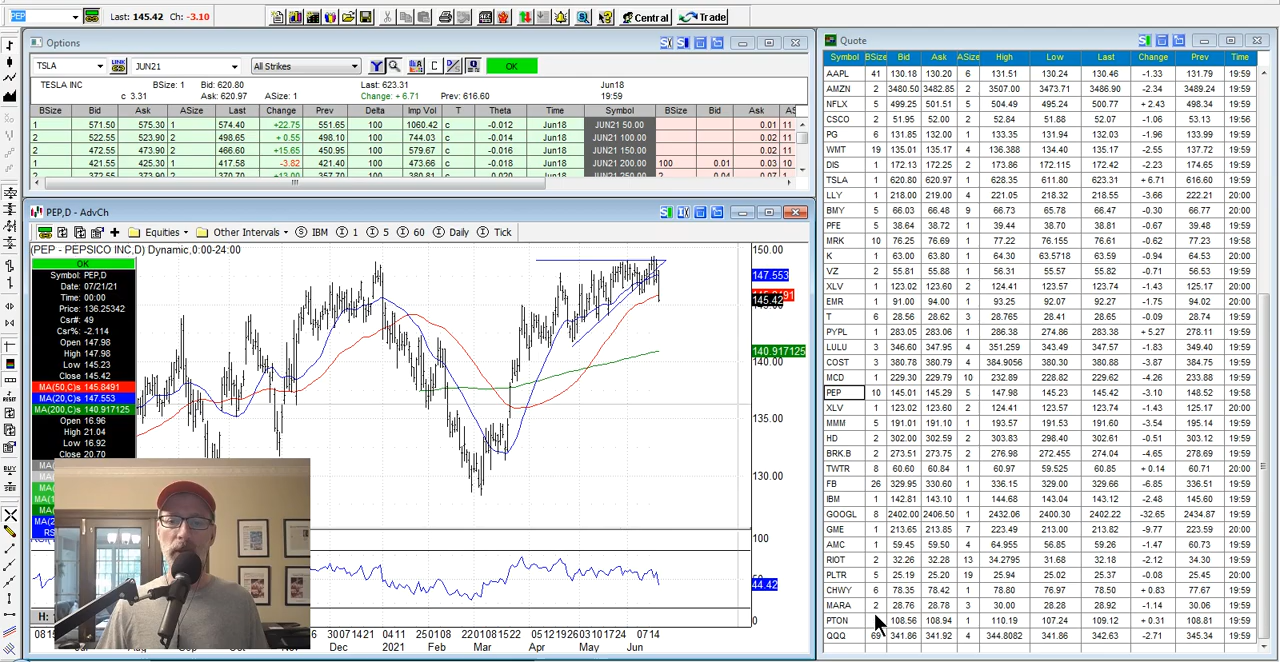 PEP Last: 145.42 Ch: -3.10 Central Trade
Options
TSLA LINK JUN21 All Strikes C OK
TESLA INC BSize: 1 Bid: 620.80 Last: 623.31 Jun18
c 3.31 Ask: 620.97 ASize: 1 Change: + 6.71 Prev: 616.60
BSize Bid Ask ASize Last Change Prev Delta Imp Vol T Theta Time Symbol BSize Bid Ask AS
1 571.50 575.30 1 574.40 +22.75 551.65 100 1060.42 c -0.012 Jun18 JUN21 50.00 0.01 11
2 522.52 523.90 2 498.65 + 0.55 498.10 100 744.03 c -0.014 Jun18 JUN21 100.00 0.01 11
2 472.55 473.90 2 466.60 +15.65 450.95 100 579.67 c -0.016 Jun18 JUN21 150.00 0.02 1
1 421.55 425.30 1 417.58 -3.82 421.40 100 473.66 c -0.018 Jun18 JUN21 200.00 100 0.01 0.03 10
PEP,D - AdvCh
Equities Other Intervals S IBM I 1 I 5 I 60 I Daily I Tick
(PEP - PEPSICO INC,D) Dynamic,0:00-24:00
OK
Symbol: PEP,D
Date: 07/21/21
Time: 00:00
Price: 136.25342
Csr#: 49
Csr%: -2.114
Open 147.98
High 147.98
Low 145.23
Close 145.42
MA(50,C)s 145.8491
MA(20,C)s 147.553
MA(200,C)s 140.917125
Open 16.96
High 21.04
Low 16.92
Close 20.70
150.00
147.553
145.42
140.917125
140.00
135.00
130.00
100
44.42
0
Dec 2021 Feb Mar Apr May Jun
Quote
Symbol BSize Bid Ask ASize High Low Last Change Prev Time
AAPL 41 130.18 130.20 6 131.51 130.24 130.46 -1.33 131.79 19:59
AMZN 2 3480.50 3482.85 2 3507.00 3473.71 3486.90 -2.34 3489.24 19:59
NFLX 5 499.25 501.51 5 504.49 495.24 500.77 + 2.43 498.34 19:59
CSCO 2 51.95 52.00 2 52.84 51.88 52.07 -1.06 53.13 19:56
PG 6 131.85 132.00 1 133.35 131.94 132.03 -1.96 133.99 19:59
WMT 19 135.00 135.17 1 136.388 134.40 135.17 -2.55 137.72 19:59
DIS 1 172.13 172.25 2 173.86 172.115 172.42 -2.23 174.65 19:59
TSLA 1 620.80 620.97 1 628.35 611.80 623.31 + 6.71 616.60 19:59
LLY 1 218.00 219.00 4 221.05 218.32 218.55 -3.66 222.21 20:00
BMY 5 66.03 66.48 9 66.73 65.78 66.47 -0.30 66.77 20:00
PFE 5 38.64 38.72 1 39.44 38.70 38.81 -0.67 39.48 19:59
MRK 10 76.25 76.69 1 77.22 76.155 76.61 -0.62 77.23 19:58
K 1 63.00 63.80 1 64.30 63.5718 63.59 -0.94 64.53 20:00
VZ 2 55.81 55.88 1 56.31 55.57 55.82 -0.71 56.53 19:59
XLV 1 123.02 123.60 1 124.41 123.57 123.74 -1.43 125.17 20:00
EMR 1 91.00 94.00 1 93.25 92.07 92.27 -1.75 94.02 20:00
T 6 28.56 28.62 3 28.765 28.41 28.65 -0.09 28.74 19:59
PYPL 1 283.05 283.06 1 286.38 274.86 283.38 + 5.27 278.11 19:59
LULU 3 346.60 347.95 4 351.259 346.35 347.57 -1.83 349.40 19:59
COST 3 380.78 380.79 4 384.9056 380.30 380.88 -3.87 384.75 19:59
MCD 1 229.30 229.79 10 232.89 228.82 229.62 -4.26 233.88 19:59
PEP 10 145.01 145.29 5 147.98 145.23 145.42 -3.10 148.52 19:58
XLV 1 123.02 123.60 1 124.41 123.57 123.74 -1.43 125.17 20:00
MMM 5 191.01 191.50 1 193.57 191.53 191.60 -3.54 195.14 19:59
HD 2 302.00 302.59 2 303.83 298.40 302.61 -0.51 303.12 19:59
BRK.B 2 273.51 273.75 2 276.98 272.455 274.04 -4.65 278.69 19:59
TWTR 8 60.60 60.84 1 60.97 59.525 60.85 + 0.14 60.71 19:59
FB 26 329.95 330.60 1 336.15 329.00 329.66 -6.85 336.51 19:59
IBM 1 142.81 143.10 1 144.68 143.04 143.12 -2.48 145.60 19:59
GOOGL 8 2402.00 2406.50 1 2432.06 2400.30 2402.22 -32.65 2434.87 19:59
GME 1 213.65 213.85 7 223.49 213.00 213.82 -9.77 223.59 20:00
AMC 1 59.45 59.50 4 64.955 56.85 59.26 -1.47 60.73 19:59
RIOT 2 32.26 32.28 13 34.2795 31.68 32.18 -2.12 34.30 19:59
PLTR 5 25.19 25.20 19 25.94 25.02 25.37 -0.08 25.45 20:00
CHWY 6 78.35 78.42 1 78.80 76.97 78.50 + 0.83 77.67 19:59
MARA 2 28.76 28.78 3 30.00 28.28 28.92 -1.14 30.06 19:59
PTON 108.56 108.94 1 110.19 107.24 109.12 + 0.31 108.81 19:59
QQQ 69 341.86 341.92 4 344.8082 341.86 342.63 -2.71 345.34 19:59